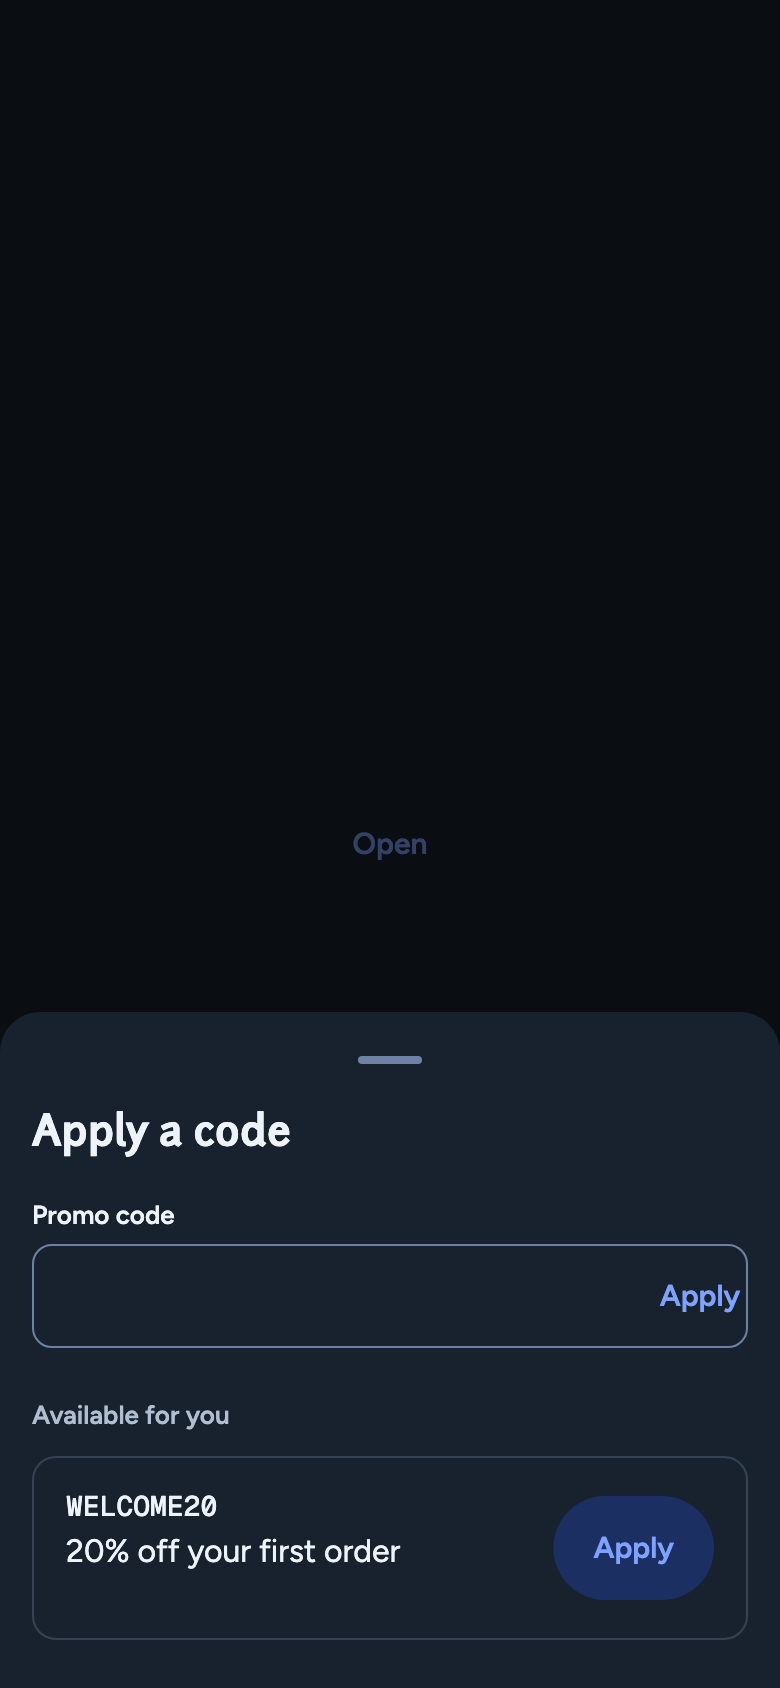 Open
Apply a code
Promo code
Apply
Available for you
WELCOME20
20% off your first order
Apply